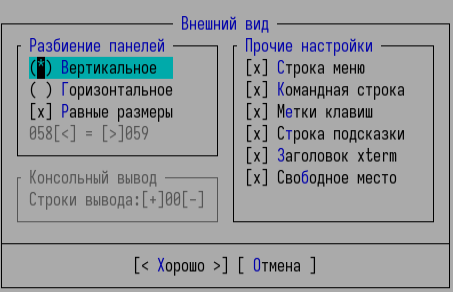 Внешний вид
Разбиение панелей
(*) Вертикальное
( ) Горизонтальное
[x] Равные размеры
058[<] = [>]059
Консольный вывод
Строки вывода:[+]00[-]
Прочие настройки
[x] Строка меню
[x] Командная строка
[x] Метки клавиш
[x] Строка подсказки
[x] Заголовок xterm
[x] Свободное место
[< Хорошо >] [ Отмена ]